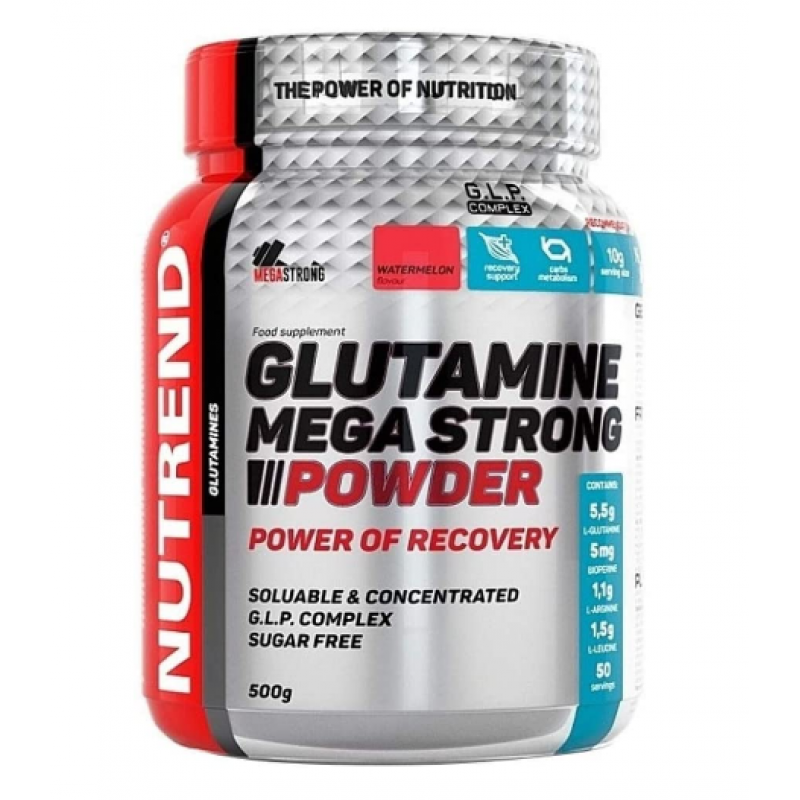 THE POWER OF NUTRITION
G.L.P.
COMPLEX
MEGASTRONG
WATERMELON
flavour
recovery
support
carbs
metabolism
10g
serving size
NUTREND®
GLUTAMINES
Food supplement
GLUTAMINE
MEGA STRONG
POWDER
POWER OF RECOVERY
SOLUABLE & CONCENTRATED
G.L.P. COMPLEX
SUGAR FREE
500g
CONTAINS:
5,5g
L-GLUTAMINE
5mg
BIOPERINE
1,1g
L-ARGININE
1,5g
L-LEUCINE
50
servings